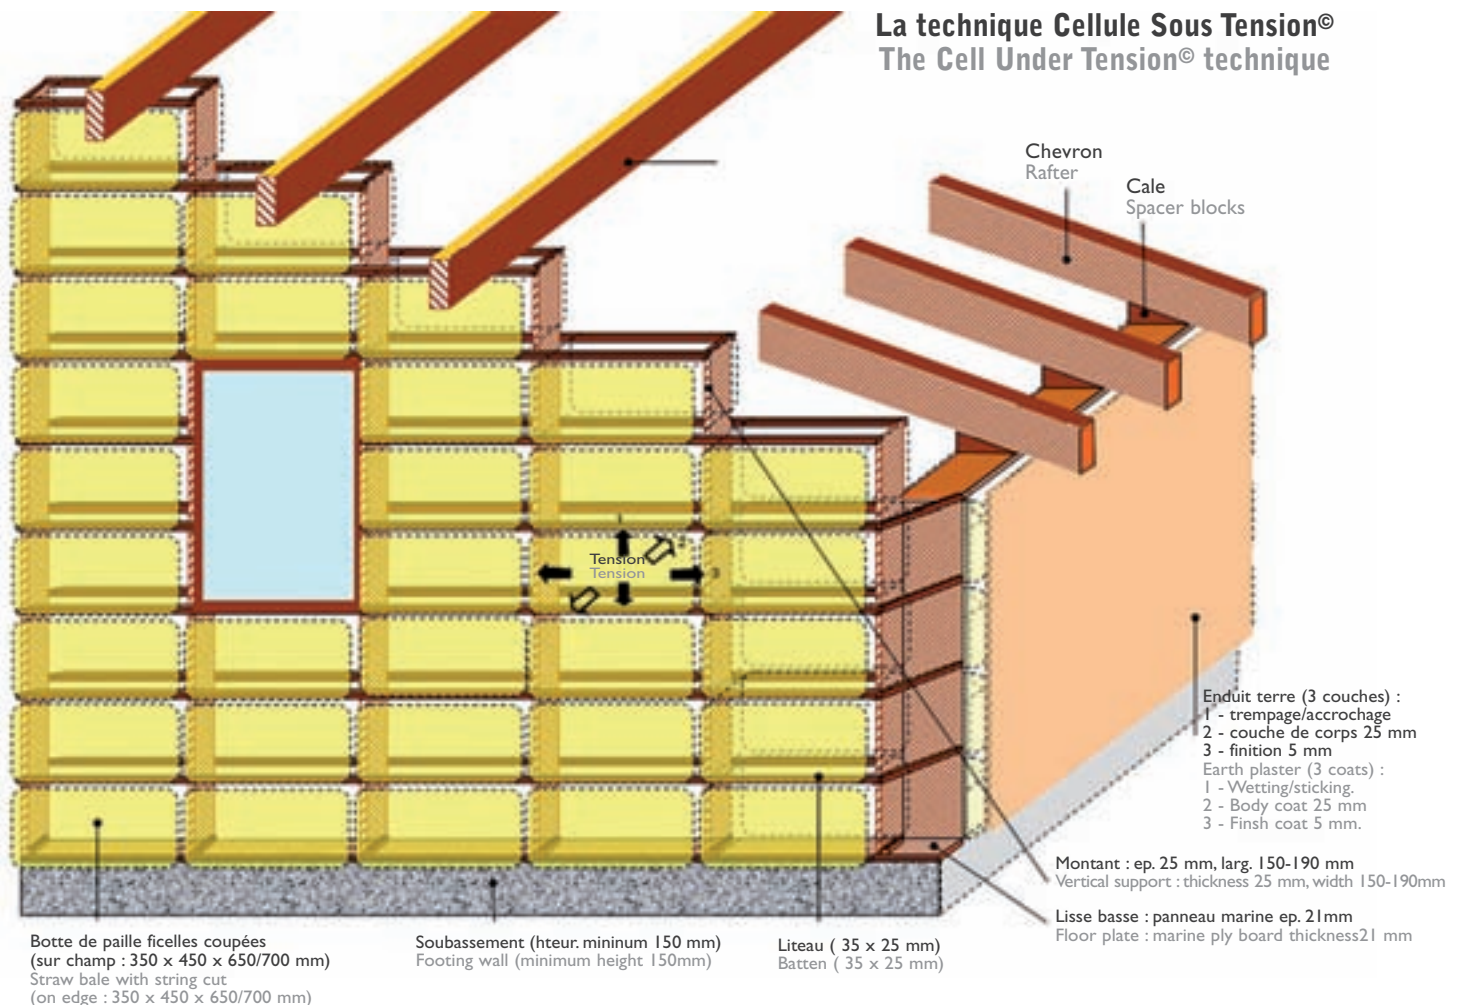 La technique Cellule Sous Tension©
The Cell Under Tension© technique
Chevron
Rafter
Cale
Spacer blocks
1
2
Tension
Tension
3
Enduit terre (3 couches) :
1 - trempage/accrochage
2 - couche de corps 25 mm
3 - finition 5 mm
Earth plaster (3 coats) :
1 - Wetting/sticking.
2 - Body coat 25 mm
3 - Finsh coat 5 mm.
Montant : ep. 25 mm, larg. 150-190 mm
Vertical support : thickness 25 mm, width 150-190mm
Lisse basse : panneau marine ep. 21mm
Floor plate : marine ply board thickness21 mm
Botte de paille ficelles coupées
(sur champ : 350 x 450 x 650/700 mm)
Straw bale with string cut
(on edge : 350 x 450 x 650/700 mm)
Soubassement (hteur. mininum 150 mm)
Footing wall (minimum height 150mm)
Liteau ( 35 x 25 mm)
Batten ( 35 x 25 mm)